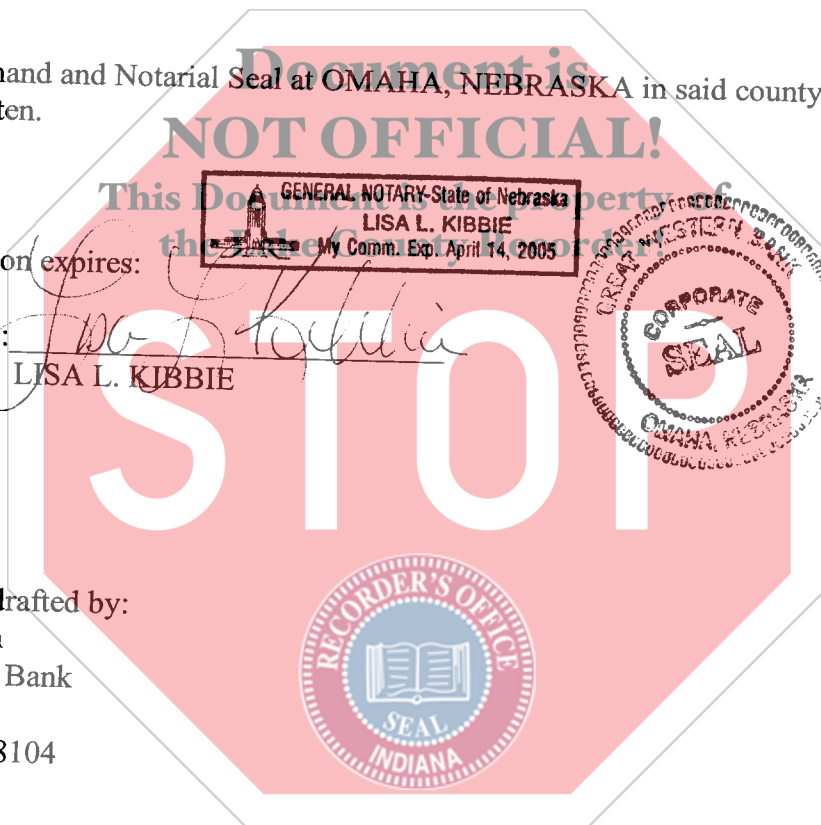 and and Notarial Seal at OMAHA, NEBRASKA in said county
ten.
Document is
NOT OFFICIAL!
This Document is the property of
the Lake County Recorder!
GENERAL NOTARY-State of Nebraska
LISA L. KIBBIE
My Comm. Exp. April 14, 2005
on expires:
:
LISA L. KIBBIE
GREAT WESTERN BANK
CORPORATE
SEAL
OMAHA, NEBRASKA
STOP
drafted by:
Bank
8104
RECORDER'S OFFICE
SEAL
INDIANA